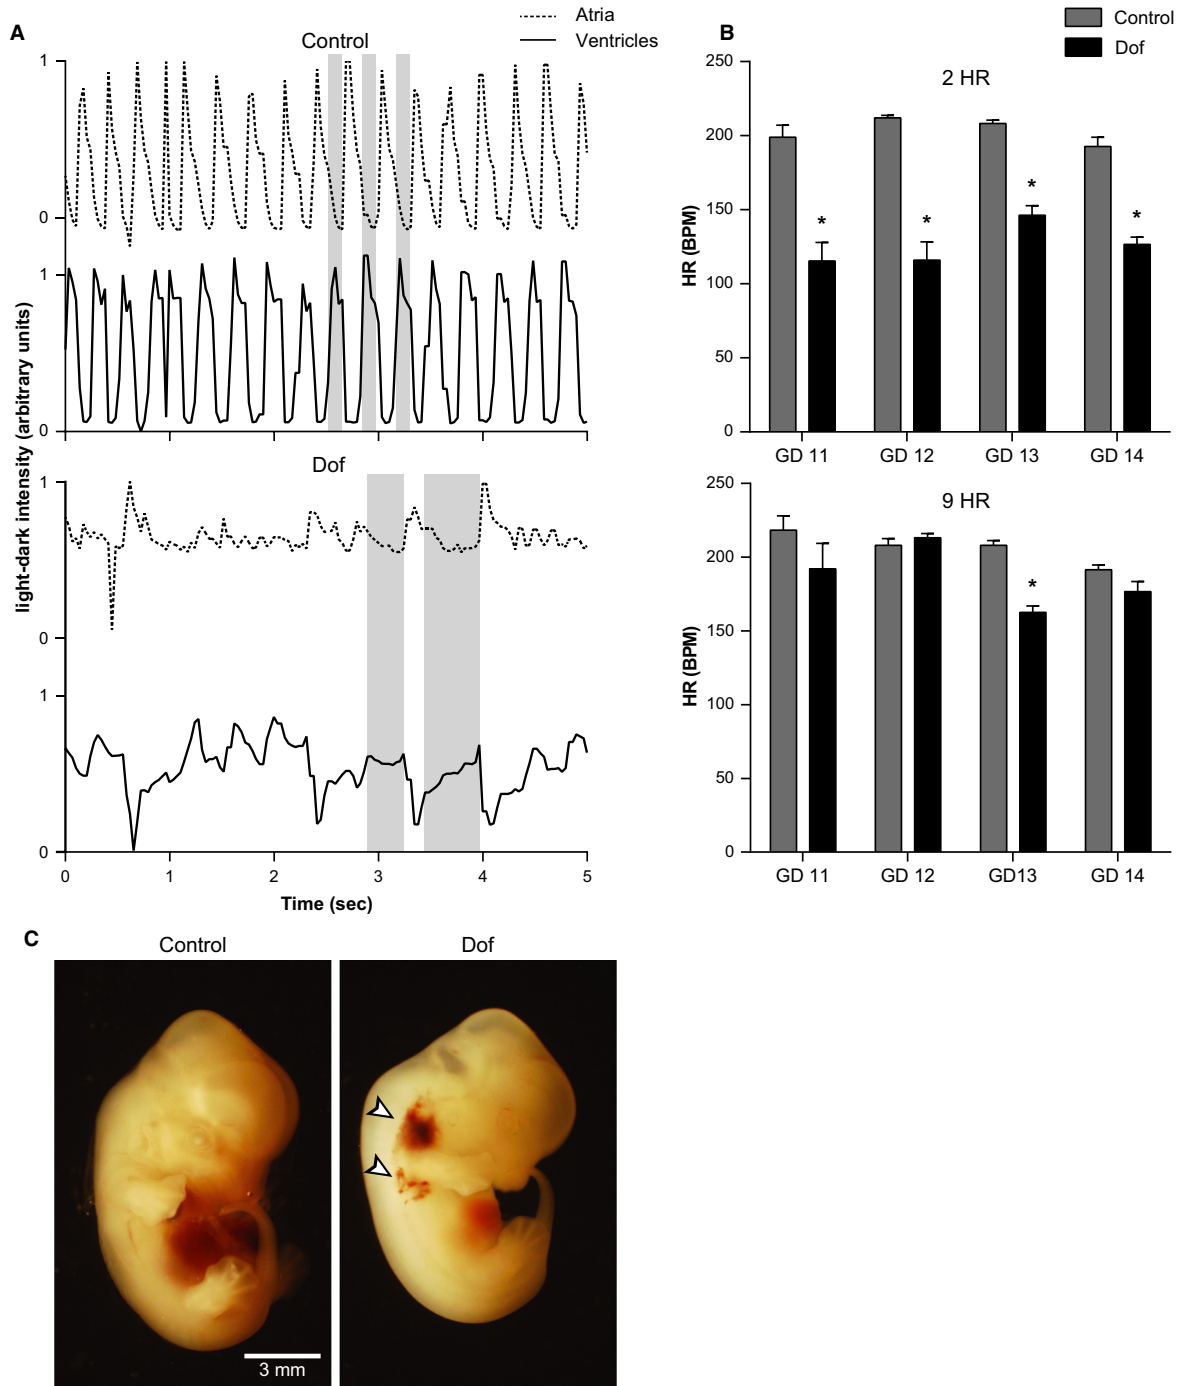 A
Atria
Ventricles
Control
1
0
1
0
light-dark intensity (arbitrary units)
Dof
1
0
1
0
0
1
2
3
4
5
Time (sec)
B
Control
Dof
2 HR
250
200
150
100
50
0
HR (BPM)
*
*
*
*
GD 11
GD 12
GD 13
GD 14
9 HR
250
200
150
100
50
0
HR (BPM)
*
GD 11
GD 12
GD13
GD 14
C
Control
Dof
3 mm